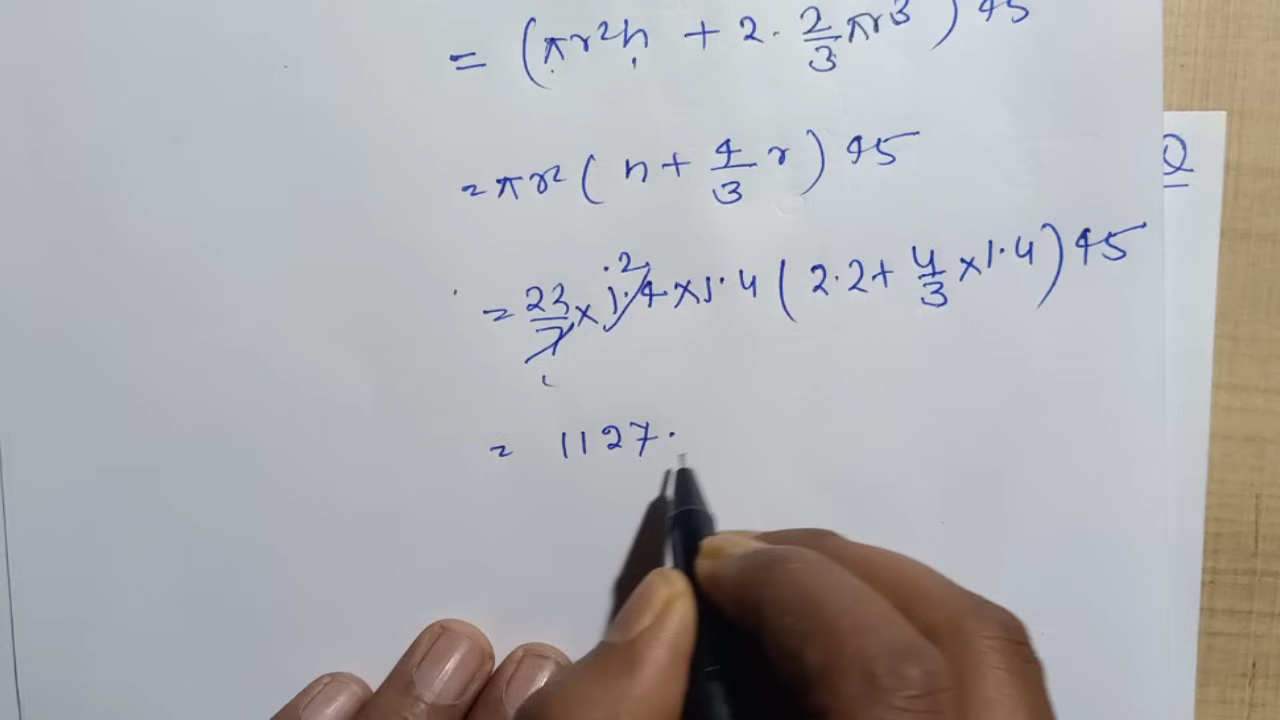 = (πr²h + 2. 2/3 πr³) 45
= πr² ( h + 4/3 r) 45
= 22/7 × 1.4 × 1.4 ( 2.2 + 4/3 × 1.4) 45
.2
= 1127.
Q